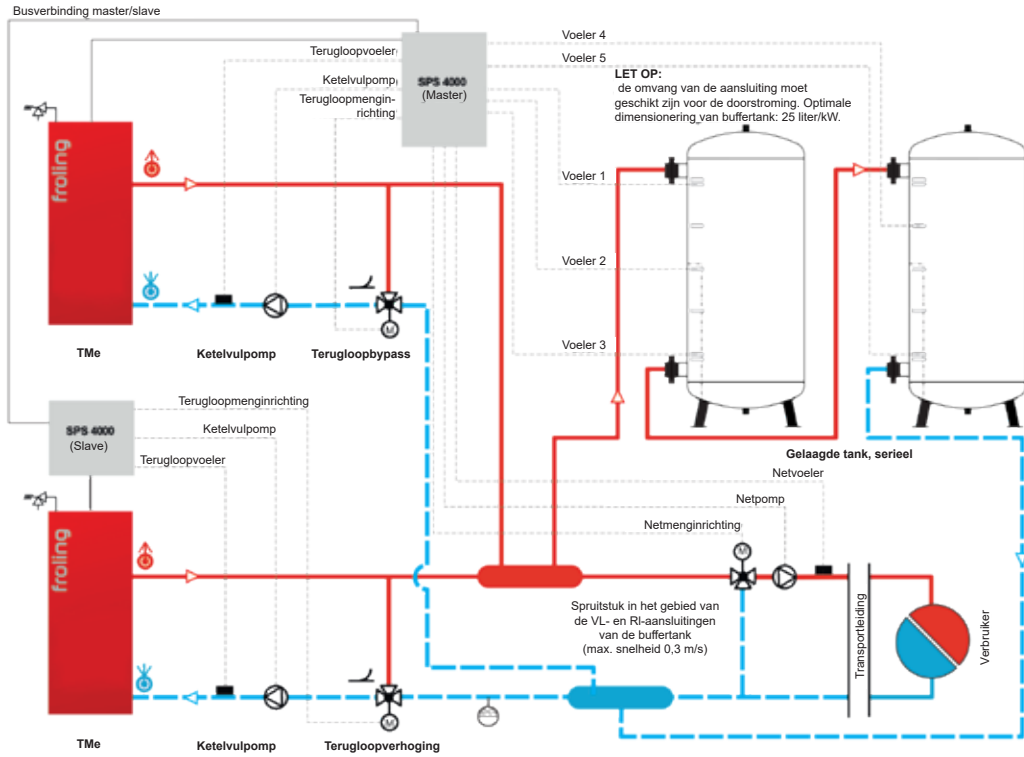 Busverbinding master/slave
Terugloopvoeler
Ketelvulpomp
Terugloopmengin-
richting
SPS 4000
(Master)
Voeler 4
Voeler 5
LET OP:
de omvang van de aansluiting moet
geschikt zijn voor de doorstroming. Optimale
dimensionering van buffertank: 25 liter/kW.
froling
Voeler 1
Voeler 2
Voeler 3
M
TMe
Ketelvulpomp
Terugloopbypass
SPS 4000
(Slave)
Terugloopmenginrichting
Ketelvulpomp
Terugloopvoeler
Gelaagde tank, serieel
Netvoeler
Netpomp
Netmenginrichting
M
froling
Spruitstuk in het gebied van
de VL- en RI-aansluitingen
van de buffertank
(max. snelheid 0,3 m/s)
Transportleiding
Verbruiker
M
TMe
Ketelvulpomp
Terugloopverhoging